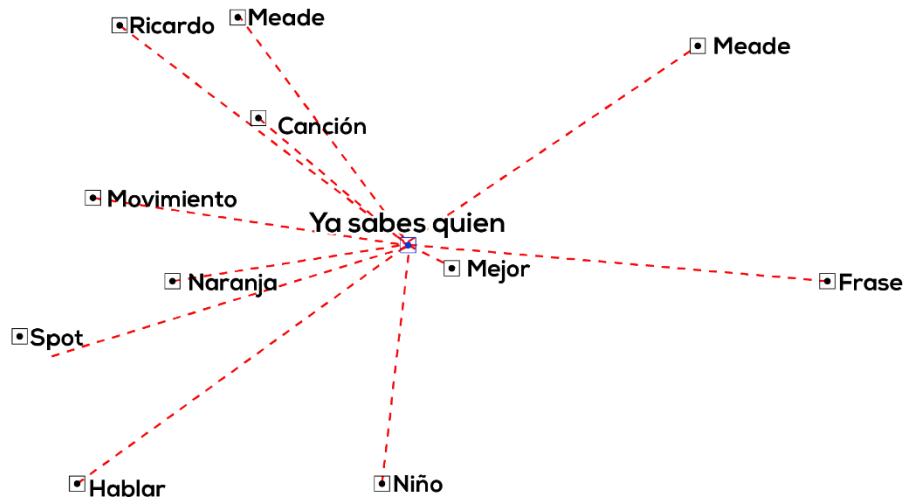 Ricardo
Meade
Meade
Canción
Movimiento
Ya sabes quien
Mejor
Naranja
Frase
Spot
Hablar
Niño